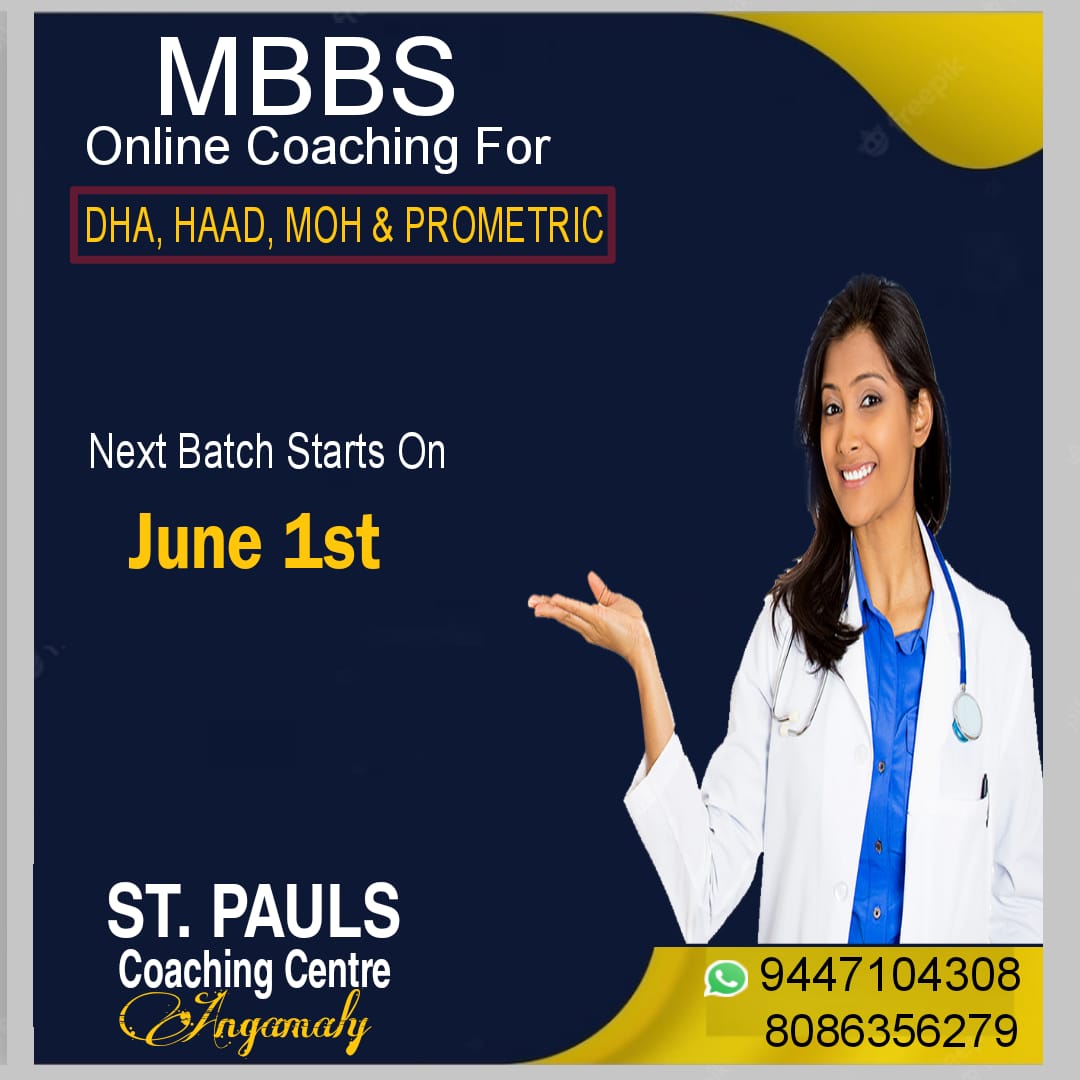 MBBS
Online Coaching For
DHA, HAAD, MOH & PROMETRIC
Next Batch Starts On
June 1st
ST. PAULS
Coaching Centre
Angamaly
9447104308
8086356279
freepik